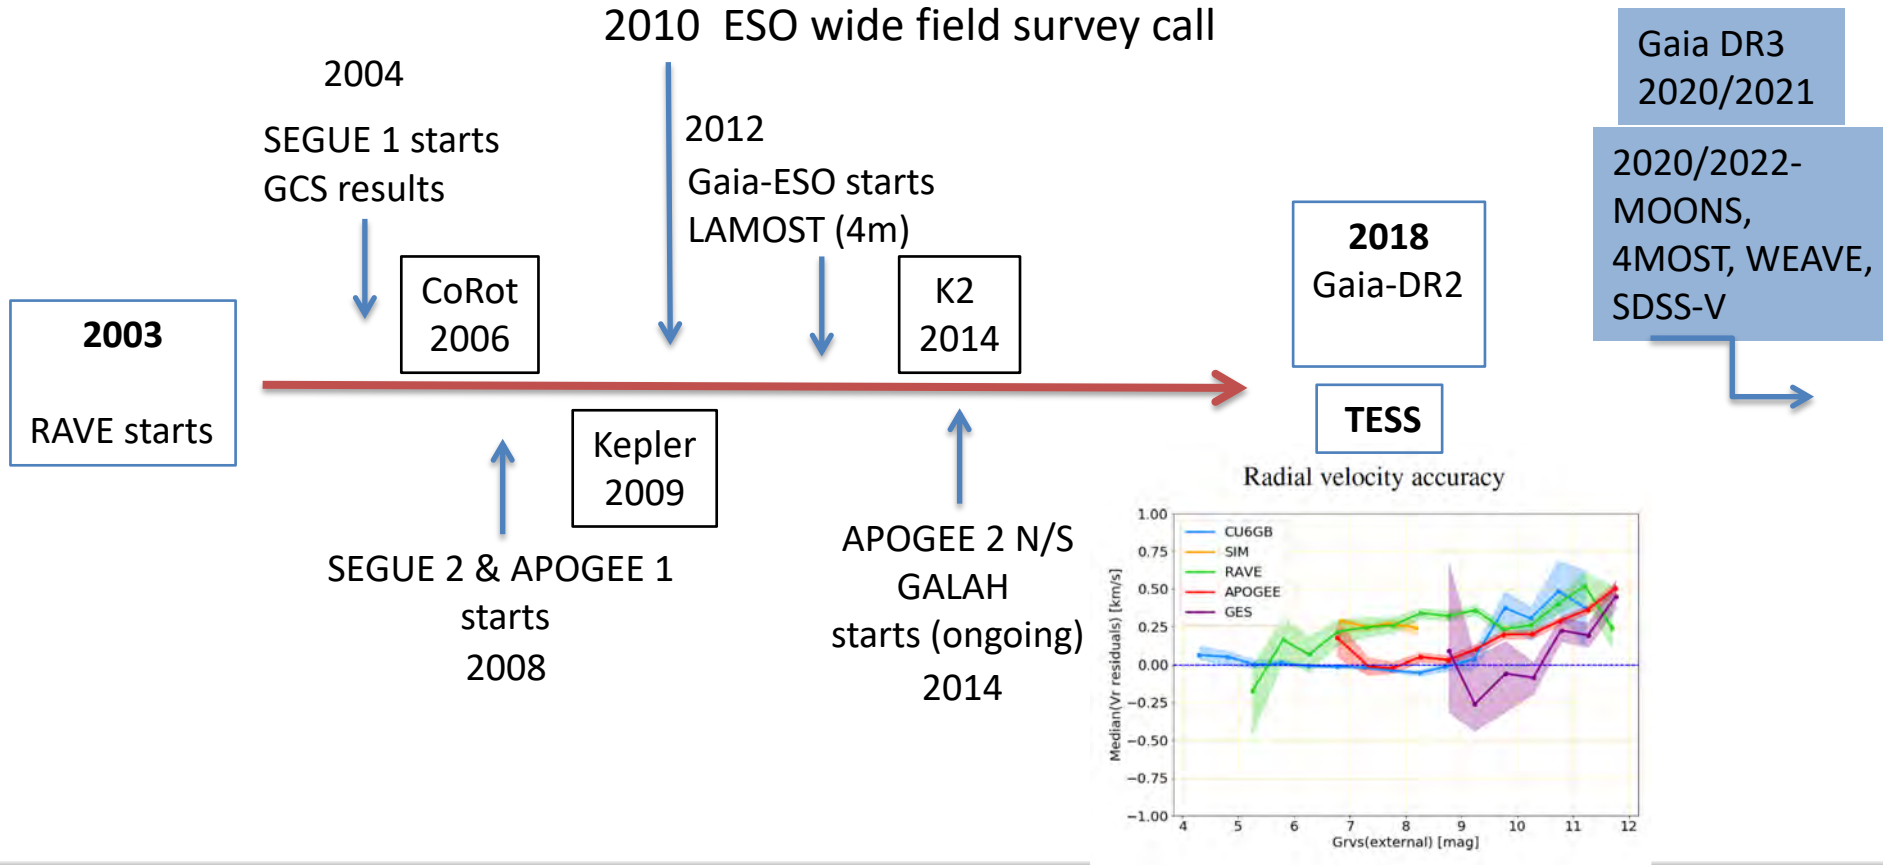 2010 ESO wide field survey call
2004
SEGUE 1 starts
GCS results
2012
Gaia-ESO starts
LAMOST (4m)
Gaia DR3
2020/2021
2020/2022-
MOONS,
4MOST, WEAVE,
SDSS-V
2003
RAVE starts
CoRot
2006
K2
2014
2018
Gaia-DR2
TESS
Kepler
2009
SEGUE 2 & APOGEE 1
starts
2008
APOGEE 2 N/S
GALAH
starts (ongoing)
2014
Radial velocity accuracy
CU6GB
SIM
RAVE
APOGEE
GES
Median(Vr residuals) [km/s]
1.00
0.75
0.50
0.25
0.00
−0.25
−0.50
−0.75
−1.00
4 5 6 7 8 9 10 11 12
Grvs(external) [mag]